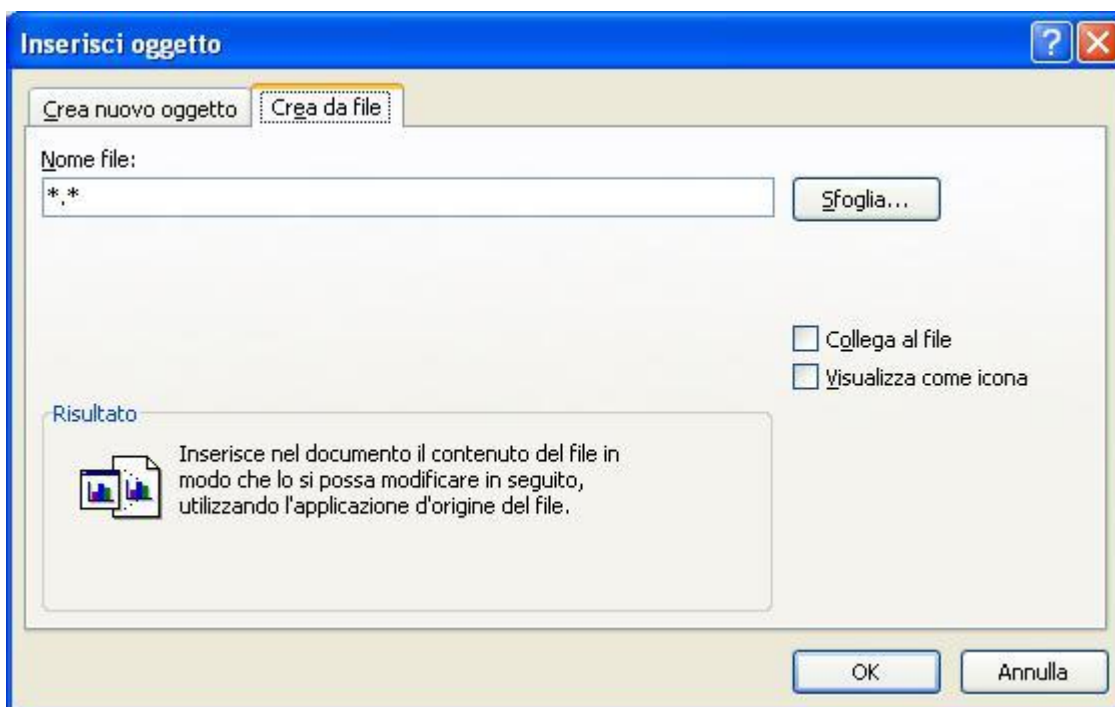 Inserisci oggetto
Crea nuovo oggetto
Crea da file
Nome file:
*.*
Sfoglia...
Collega al file
Visualizza come icona
Risultato
Inserisce nel documento il contenuto del file in
modo che lo si possa modificare in seguito,
utilizzando l'applicazione d'origine del file.
OK
Annulla